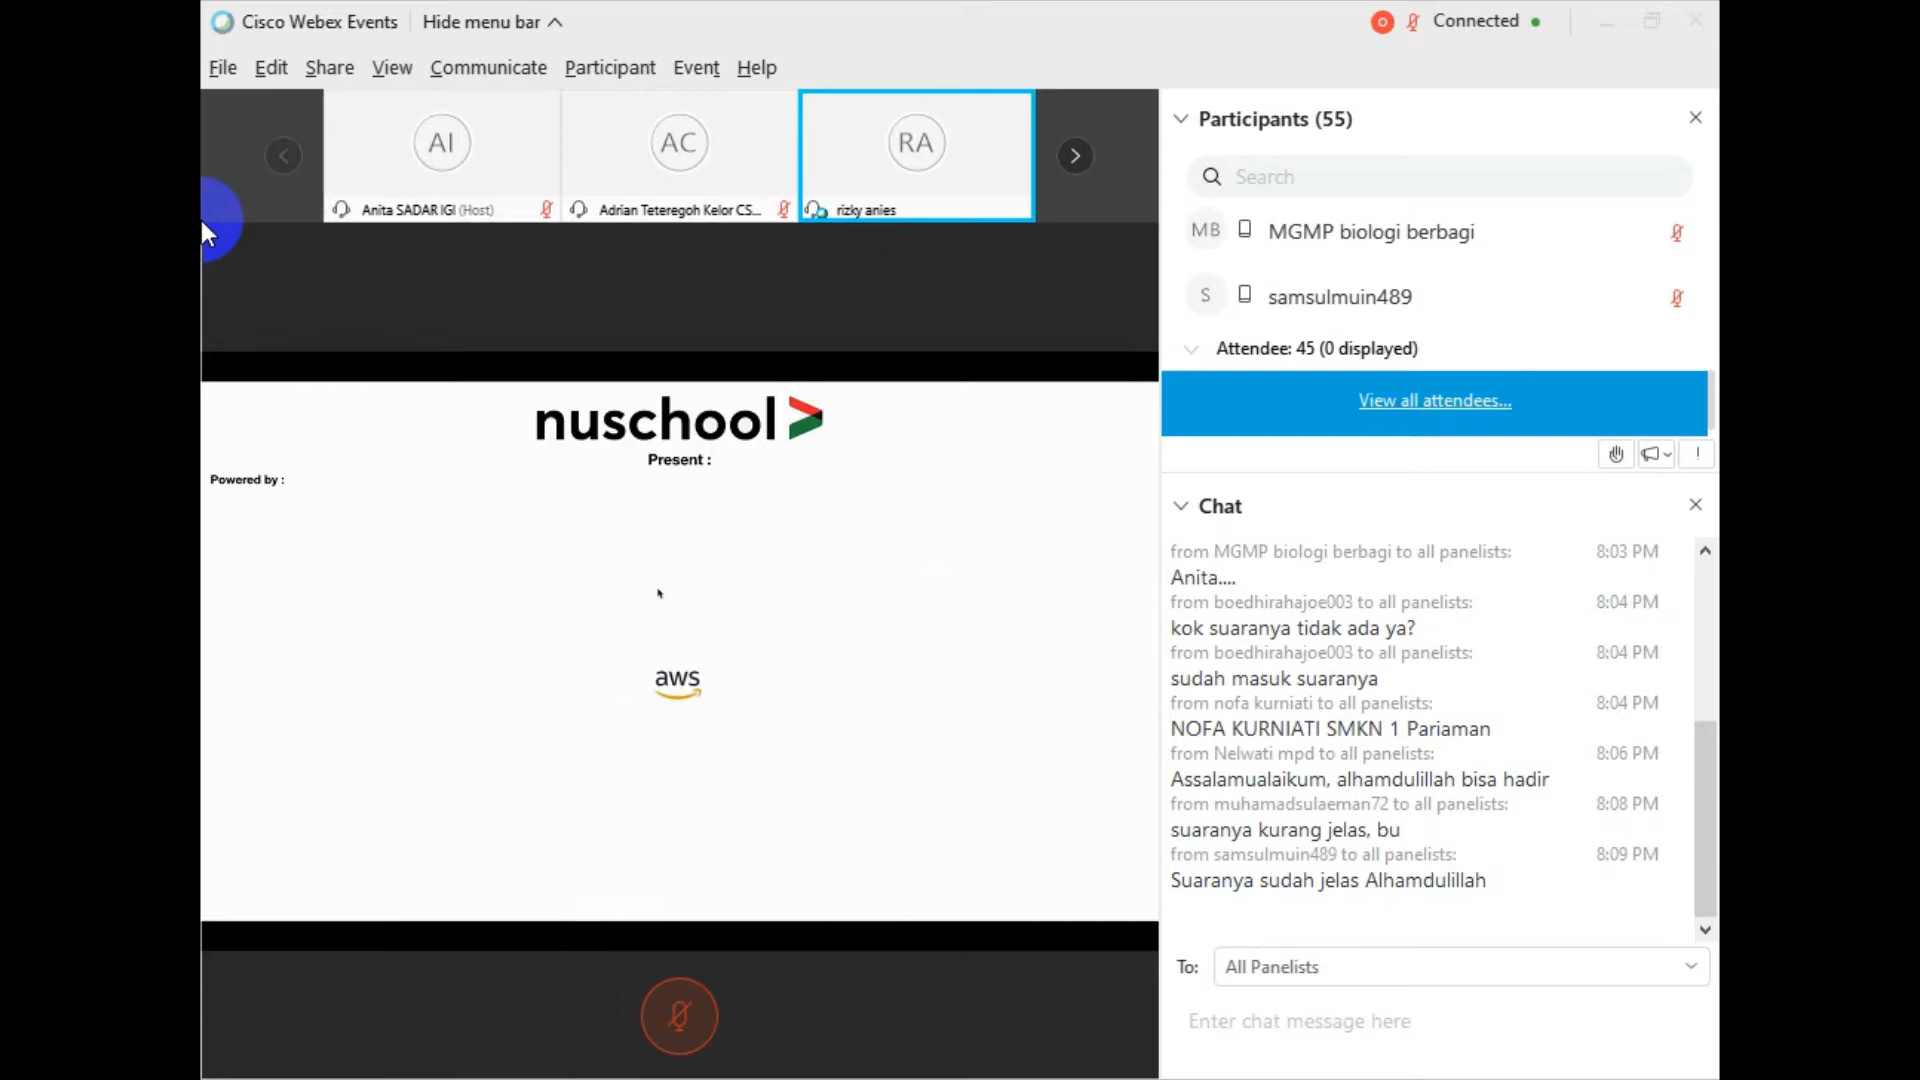 Cisco Webex Events
Hide menu bar
Connected
File Edit Share View Communicate Participant Event Help
AI
AC
RA
Anita SADAR IGI (Host)
Adrian Teteregoh Kelor CS...
rizky anies
nuschool
Present :
Powered by :
aws
Participants (55)
Search
MB
MGMP biologi berbagi
S
samsulmuin489
Attendee: 45 (0 displayed)
View all attendees...
Chat
from MGMP biologi berbagi to all panelists: 8:03 PM
Anita....
from boedhirahajoe003 to all panelists: 8:04 PM
kok suaranya tidak ada ya?
from boedhirahajoe003 to all panelists: 8:04 PM
sudah masuk suaranya
from nofa kurniati to all panelists: 8:04 PM
NOFA KURNIATI SMKN 1 Pariaman
from Nelwati mpd to all panelists: 8:06 PM
Assalamualaikum, alhamdulillah bisa hadir
from muhamadsulaeman72 to all panelists: 8:08 PM
suaranya kurang jelas, bu
from samsulmuin489 to all panelists: 8:09 PM
Suaranya sudah jelas Alhamdulillah
To: All Panelists
Enter chat message here